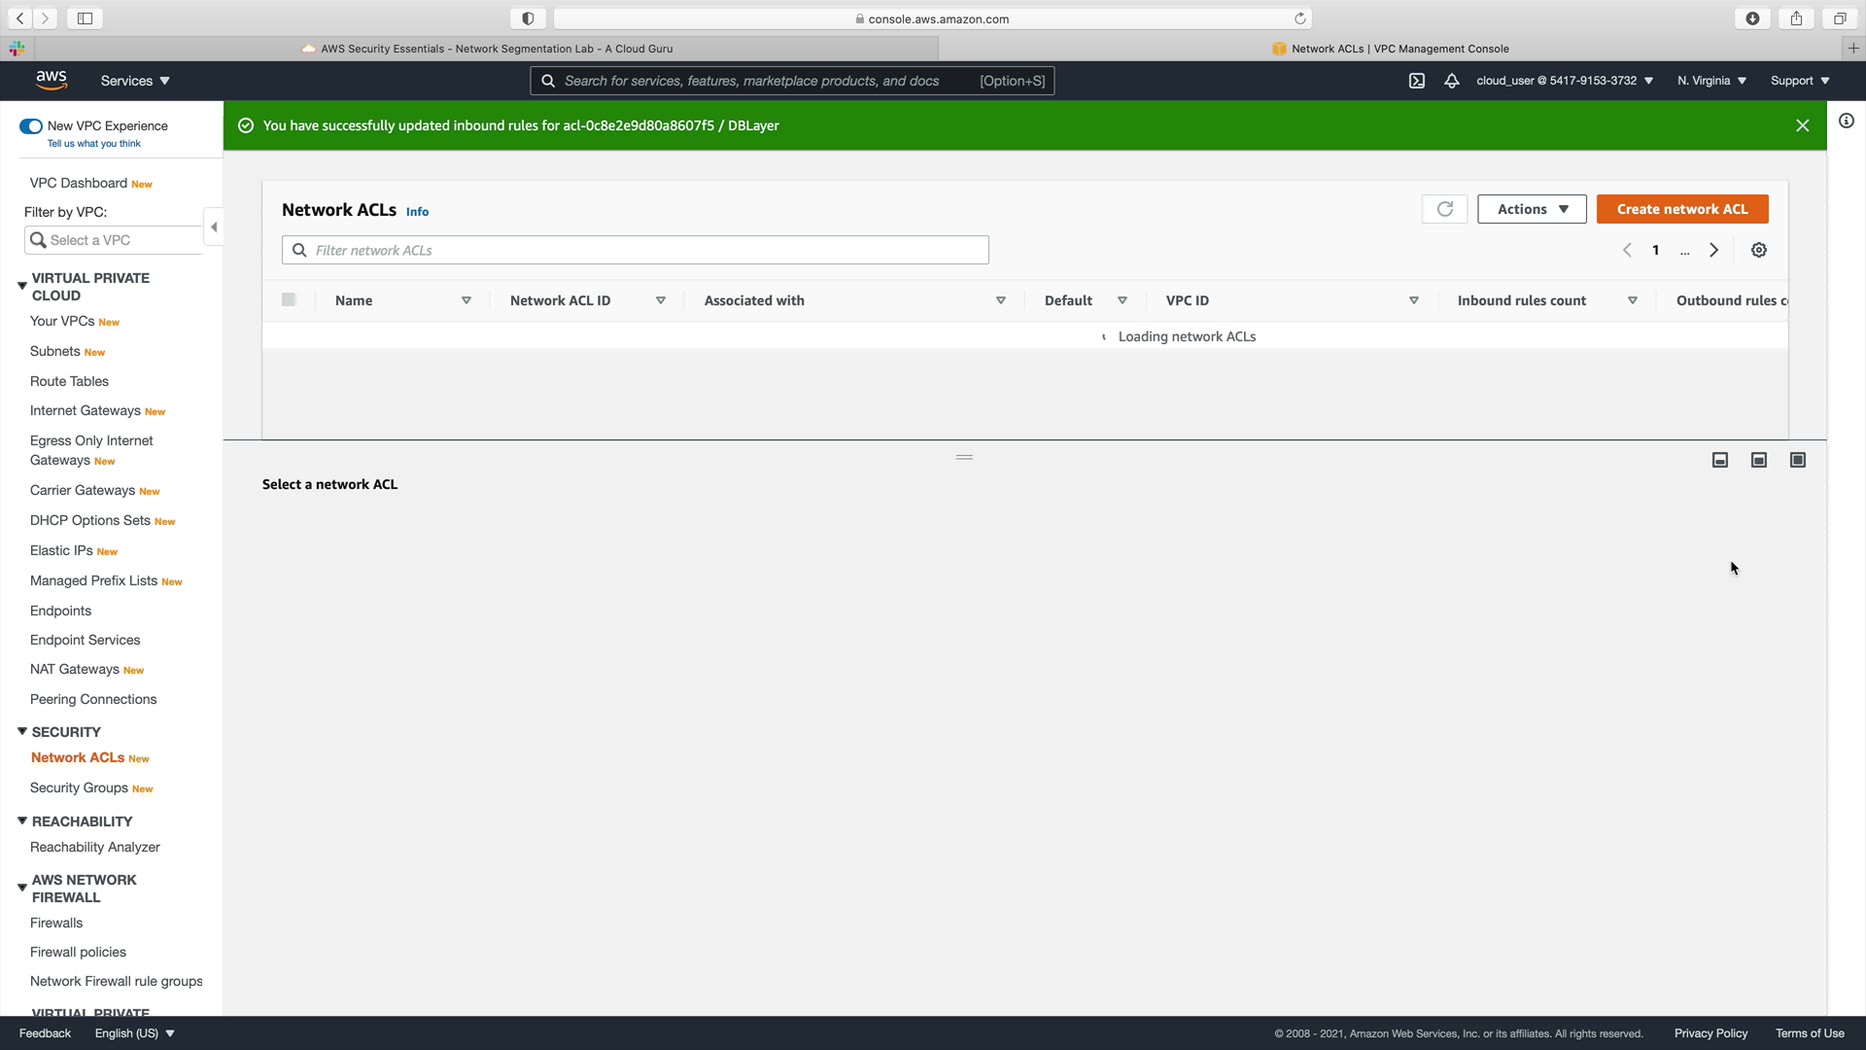 console.aws.amazon.com
AWS Security Essentials - Network Segmentation Lab - A Cloud Guru
Network ACLs | VPC Management Console
aws
Services
Search for services, features, marketplace products, and docs
[Option+S]
cloud_user @ 5417-9153-3732
N. Virginia
Support
New VPC Experience
Tell us what you think
You have successfully updated inbound rules for acl-0c8e2e9d80a8607f5 / DBLayer
VPC Dashboard New
Filter by VPC:
Select a VPC
VIRTUAL PRIVATE
CLOUD
Your VPCs New
Subnets New
Route Tables
Internet Gateways New
Egress Only Internet
Gateways New
Carrier Gateways New
DHCP Options Sets New
Elastic IPs New
Managed Prefix Lists New
Endpoints
Endpoint Services
NAT Gateways New
Peering Connections
SECURITY
Network ACLs New
Security Groups New
REACHABILITY
Reachability Analyzer
AWS NETWORK
FIREWALL
Firewalls
Firewall policies
Network Firewall rule groups
VIRTUAL PRIVATE
Network ACLs Info
Actions
Create network ACL
Filter network ACLs
1 ...
Name
Network ACL ID
Associated with
Default
VPC ID
Inbound rules count
Outbound rules c
Loading network ACLs
Select a network ACL
Feedback
English (US)
© 2008 - 2021, Amazon Web Services, Inc. or its affiliates. All rights reserved.
Privacy Policy
Terms of Use